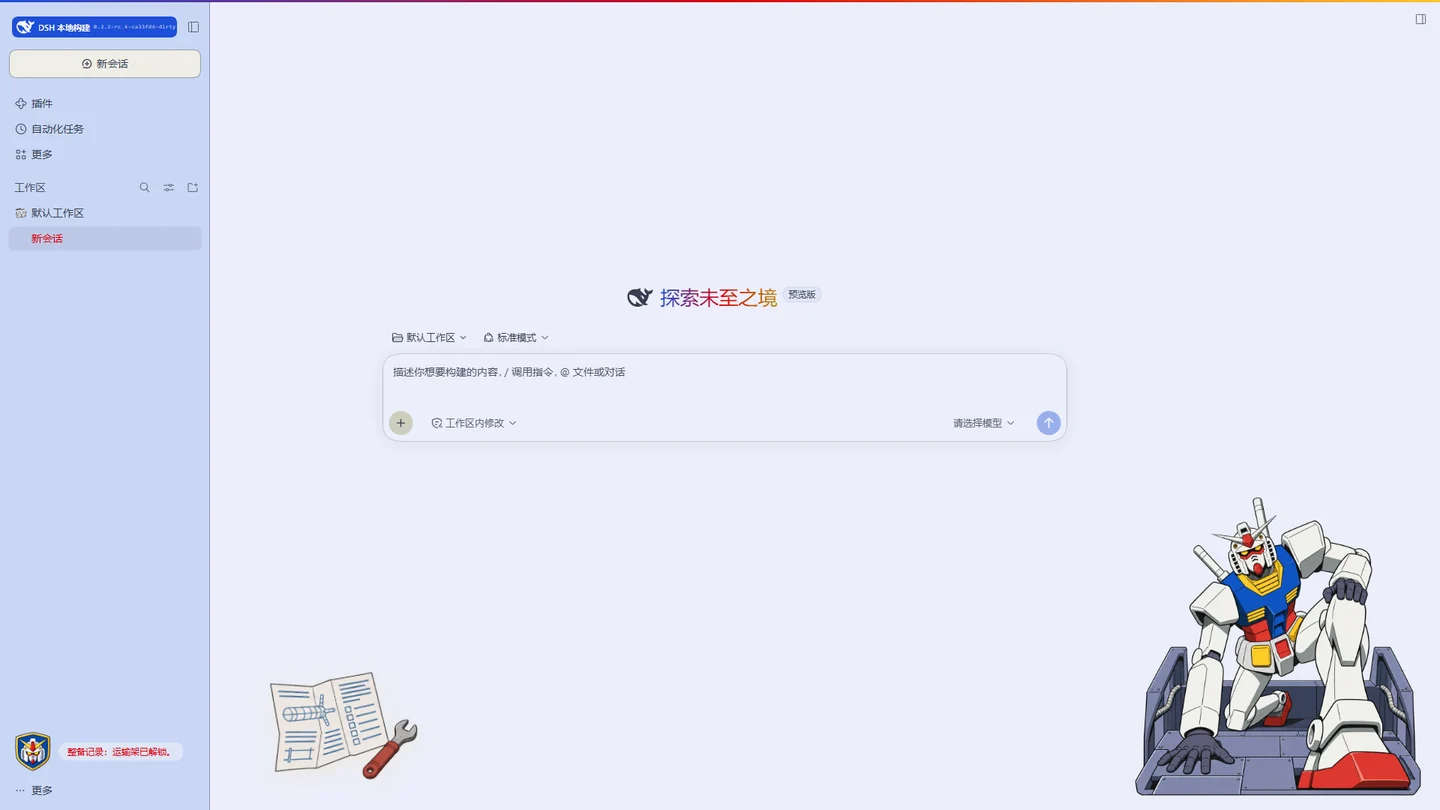 DSH 本地构建
新会话
插件
自动化任务
更多
工作区
默认工作区
新会话
探索未至之境 预览版
默认工作区 标准模式
描述你想要构建的内容, / 调用指令, @ 文件或对话
工作区内修改 请选择模型
整备记录：运输架已解锁。
更多